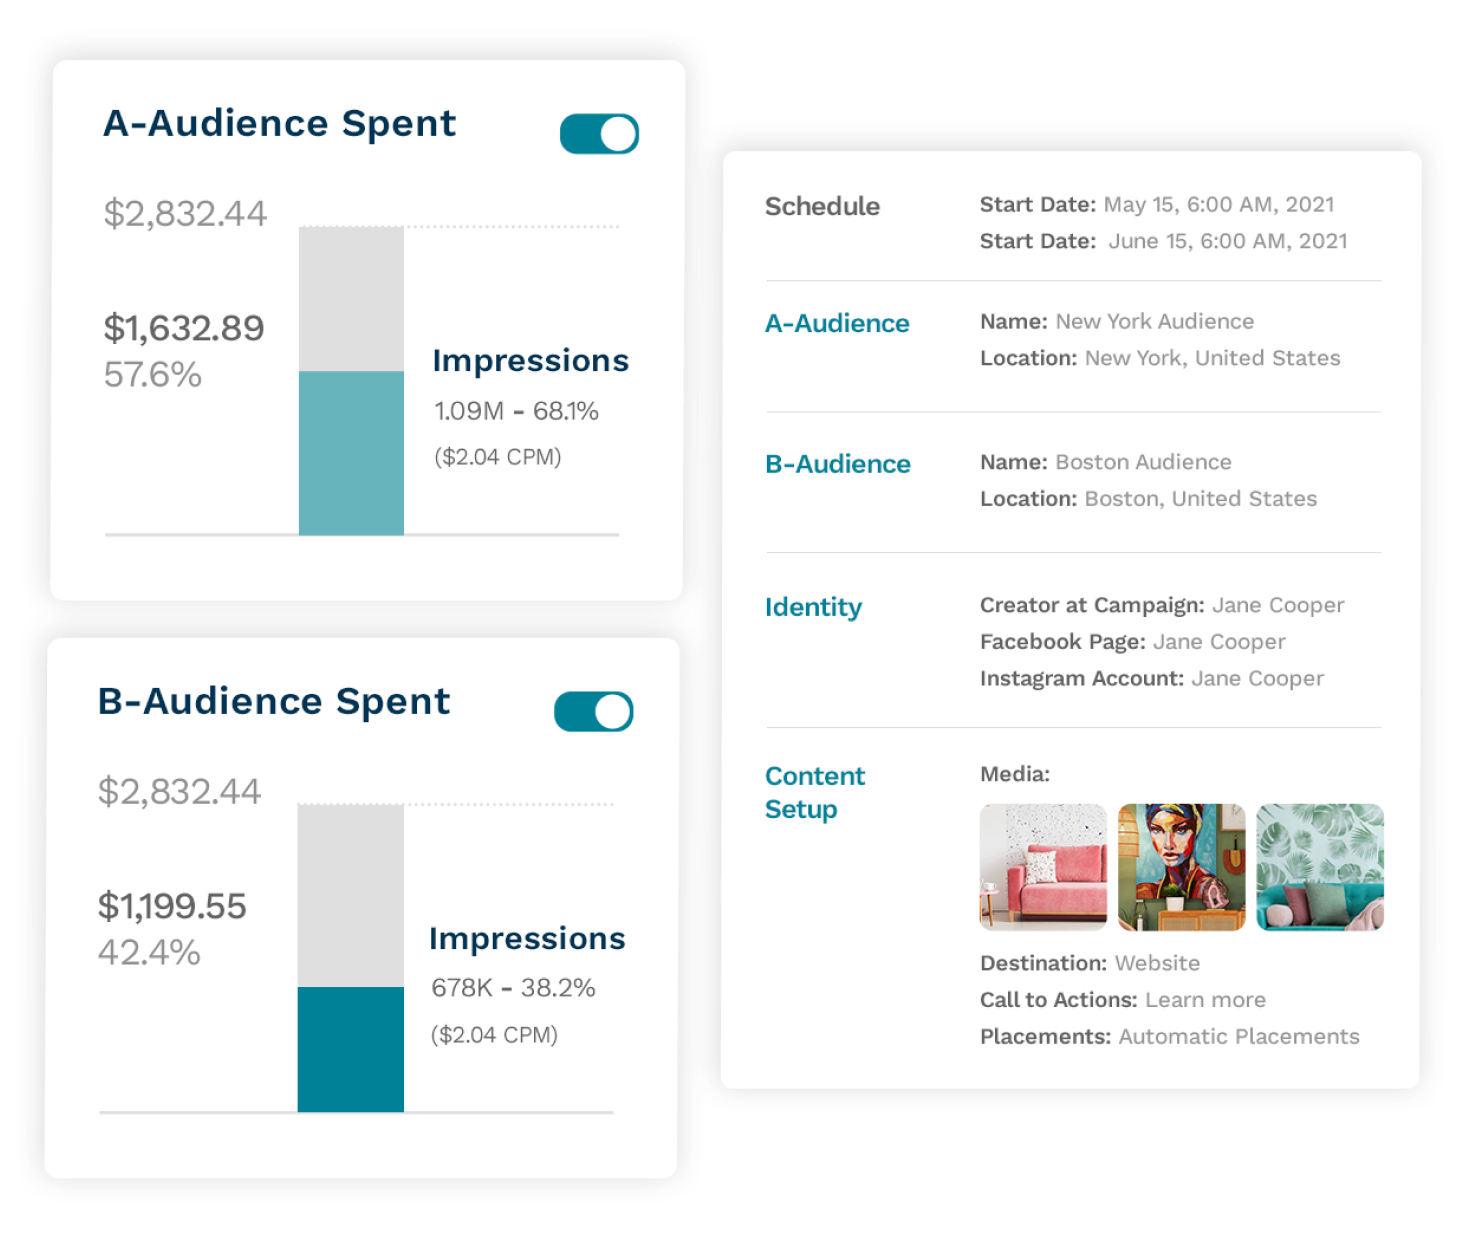 A-Audience Spent
$2,832.44
$1,632.89
57.6%
Impressions
1.09M - 68.1%
($2.04 CPM)
B-Audience Spent
$2,832.44
$1,199.55
42.4%
Impressions
678K - 38.2%
($2.04 CPM)
Schedule
Start Date: May 15, 6:00 AM, 2021
Start Date: June 15, 6:00 AM, 2021
A-Audience
Name: New York Audience
Location: New York, United States
B-Audience
Name: Boston Audience
Location: Boston, United States
Identity
Creator at Campaign: Jane Cooper
Facebook Page: Jane Cooper
Instagram Account: Jane Cooper
Content
Setup
Media:
Destination: Website
Call to Actions: Learn more
Placements: Automatic Placements